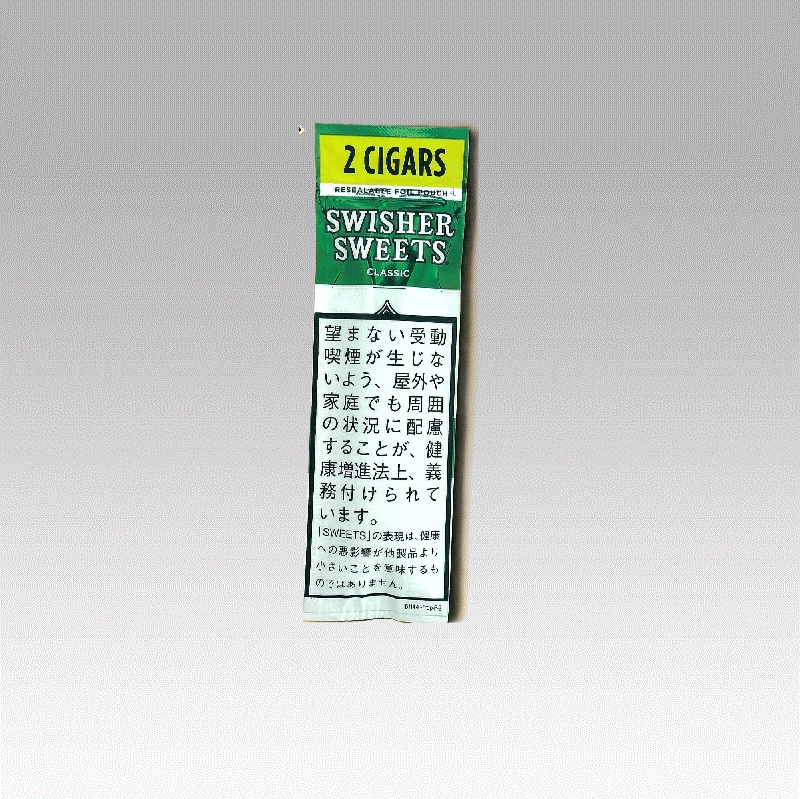 2 CIGARS
RESEALABLE FOIL POUCH
SWISHER
SWEETS
CLASSIC
望まない受動
喫煙が生じな
いよう、屋外や
家庭でも周囲
の状況に配慮
することが、健
康増進法上、義
務付けられて
います。
「SWEETS」の表現は、健康
への悪影響が他製品より
小さいことを意味するも
のではありません。